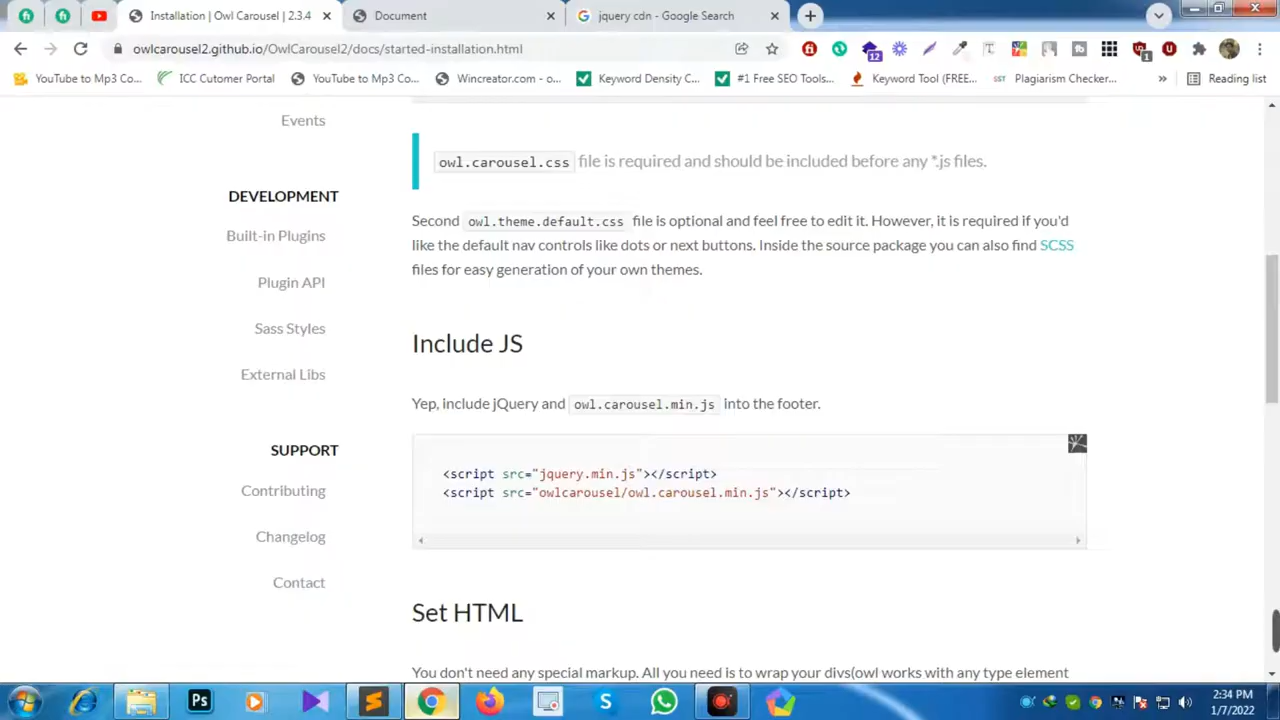 Installation | Owl Carousel | 2.3.4
Document
jquery cdn - Google Search
owlcarousel2.github.io/OwlCarousel2/docs/started-installation.html
12
1
YouTube to Mp3 Co...
ICC Cutomer Portal
YouTube to Mp3 Co...
Wincreator.com - o...
Keyword Density C...
#1 Free SEO Tools...
Keyword Tool (FREE...
SST
Plagiarism Checker...
»
Reading list
Events
DEVELOPMENT
Built-in Plugins
Plugin API
Sass Styles
External Libs
SUPPORT
Contributing
Changelog
Contact
owl.carousel.css file is required and should be included before any *.js files.
Second owl.theme.default.css file is optional and feel free to edit it. However, it is required if you'd
like the default nav controls like dots or next buttons. Inside the source package you can also find SCSS
files for easy generation of your own themes.
Include JS
Yep, include jQuery and owl.carousel.min.js into the footer.
<script src="jquery.min.js"></script>
<script src="owlcarousel/owl.carousel.min.js"></script>
Set HTML
You don't need any special markup. All you need is to wrap your divs(owl works with any type element
Ps
2:34 PM
1/7/2022